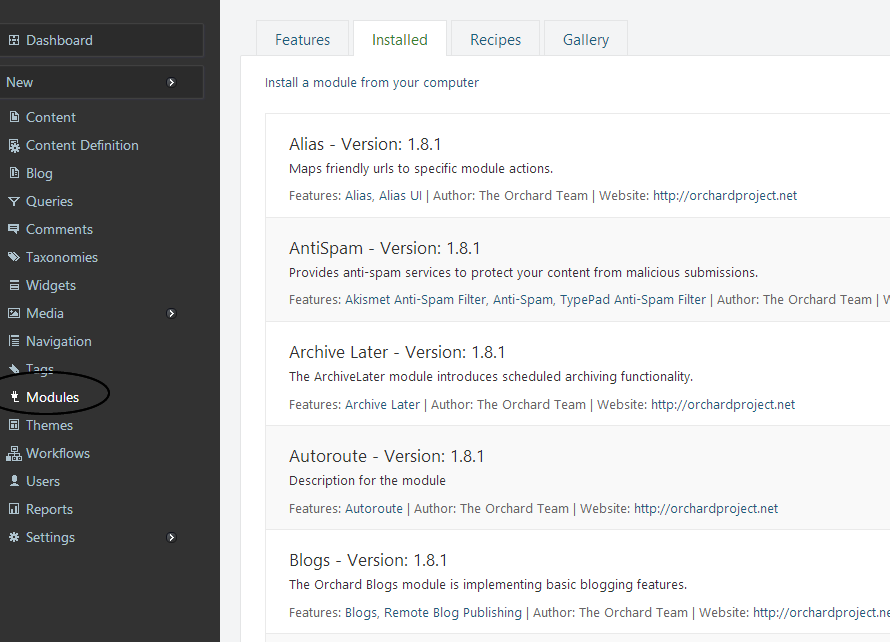 Dashboard
New
Content
Content Definition
Blog
Queries
Comments
Taxonomies
Widgets
Media
Navigation
Tags
Modules
Themes
Workflows
Users
Reports
Settings
Features Installed Recipes Gallery
Install a module from your computer
Alias - Version: 1.8.1
Maps friendly urls to specific module actions.
Features: Alias, Alias UI | Author: The Orchard Team | Website: http://orchardproject.net
AntiSpam - Version: 1.8.1
Provides anti-spam services to protect your content from malicious submissions.
Features: Akismet Anti-Spam Filter, Anti-Spam, TypePad Anti-Spam Filter | Author: The Orchard Team |
Archive Later - Version: 1.8.1
The ArchiveLater module introduces scheduled archiving functionality.
Features: Archive Later | Author: The Orchard Team | Website: http://orchardproject.net
Autoroute - Version: 1.8.1
Description for the module
Features: Autoroute | Author: The Orchard Team | Website: http://orchardproject.net
Blogs - Version: 1.8.1
The Orchard Blogs module is implementing basic blogging features.
Features: Blogs, Remote Blog Publishing | Author: The Orchard Team | Website: http://orchardproject.ne